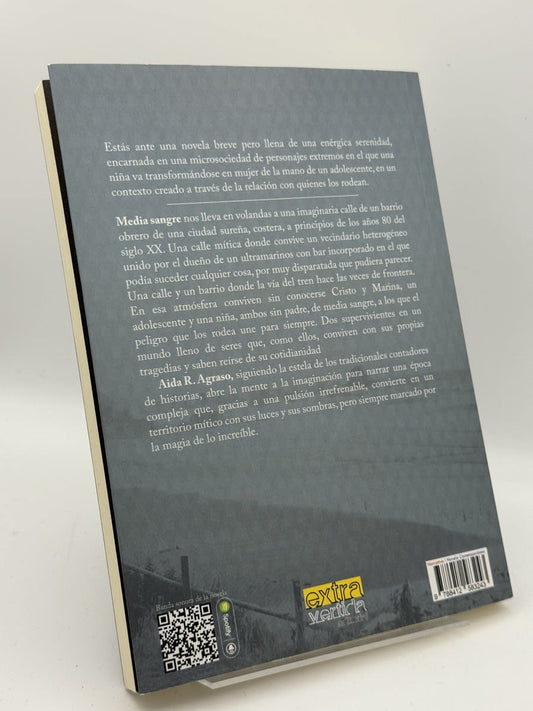 Estás ante una novela breve pero llena de una enérgica serenidad,
encarnada en una microsociedad de personajes extremos en el que una
niña va transformándose en mujer de la mano de un adolescente, en un
contexto creado a través de la relación con quienes los rodean.
Media sangre nos lleva en volandas a una imaginaria calle de un barrio
obrero de una ciudad sureña, costera, a principios de los años 80 del
siglo XX. Una calle mítica donde convive un vecindario heterogéneo
unido por el dueño de un ultramarinos con bar incorporado en el que
podía suceder cualquier cosa, por muy disparatada que pudiera parecer.
Una calle y un barrio donde la vía del tren hace las veces de frontera.
En esa atmósfera conviven sin conocerse Cristo y Marina, un
adolescente y una niña, ambos sin padre, de media sangre, a los que el
peligro que los rodea une para siempre. Dos supervivientes en un
mundo lleno de seres que, como ellos, conviven con sus propias
tragedias y saben reírse de su cotidianidad
Aida R. Agraso, siguiendo la estela de los tradicionales contadores
de historias, abre la mente a la imaginación para narrar una época
compleja que, gracias a una pulsión irrefrenable, convierte en un
territorio mítico con sus luces y sus sombras, pero siempre marcado por
la magia de lo increíble.
Banda sonora de la novela
Spotify
extra
vertida
9 788412 583243